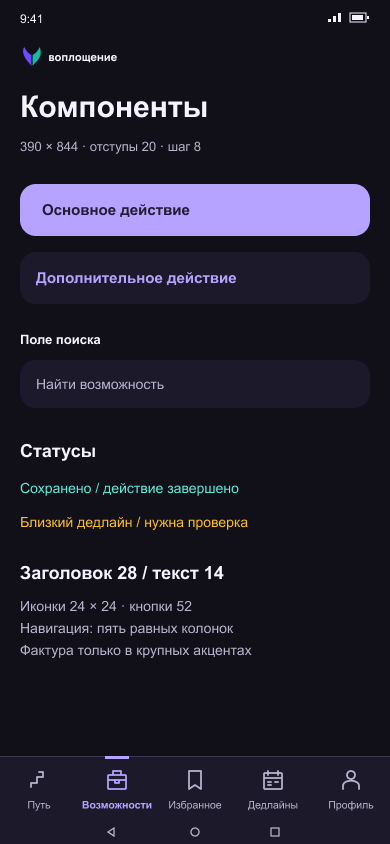 9:41
воплощение
Компоненты
390 × 844 · отступы 20 · шаг 8
Основное действие
Дополнительное действие
Поле поиска
Найти возможность
Статусы
Сохранено / действие завершено
Близкий дедлайн / нужна проверка
Заголовок 28 / текст 14
Иконки 24 × 24 · кнопки 52
Навигация: пять равных колонок
Фактура только в крупных акцентах
Путь Возможности Избранное Дедлайны Профиль